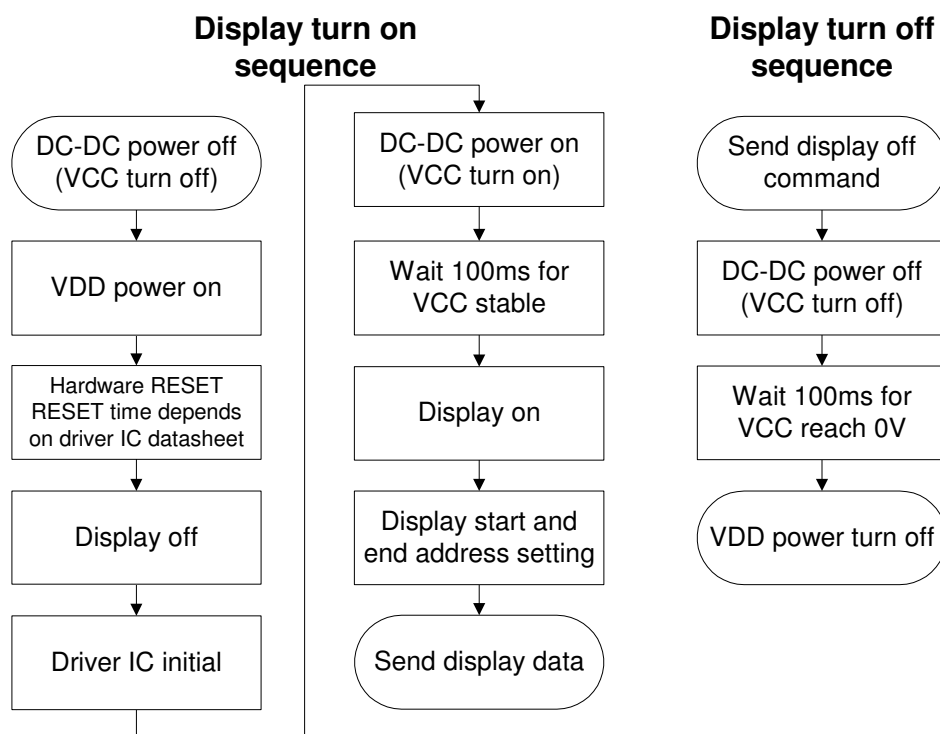 Display turn on
sequence
DC-DC power off
(VCC turn off)
VDD power on
Hardware RESET
RESET time depends
on driver IC datasheet
Display off
Driver IC initial
DC-DC power on
(VCC turn on)
Wait 100ms for
VCC stable
Display on
Display start and
end address setting
Send display data
Display turn off
sequence
Send display off
command
DC-DC power off
(VCC turn off)
Wait 100ms for
VCC reach 0V
VDD power turn off